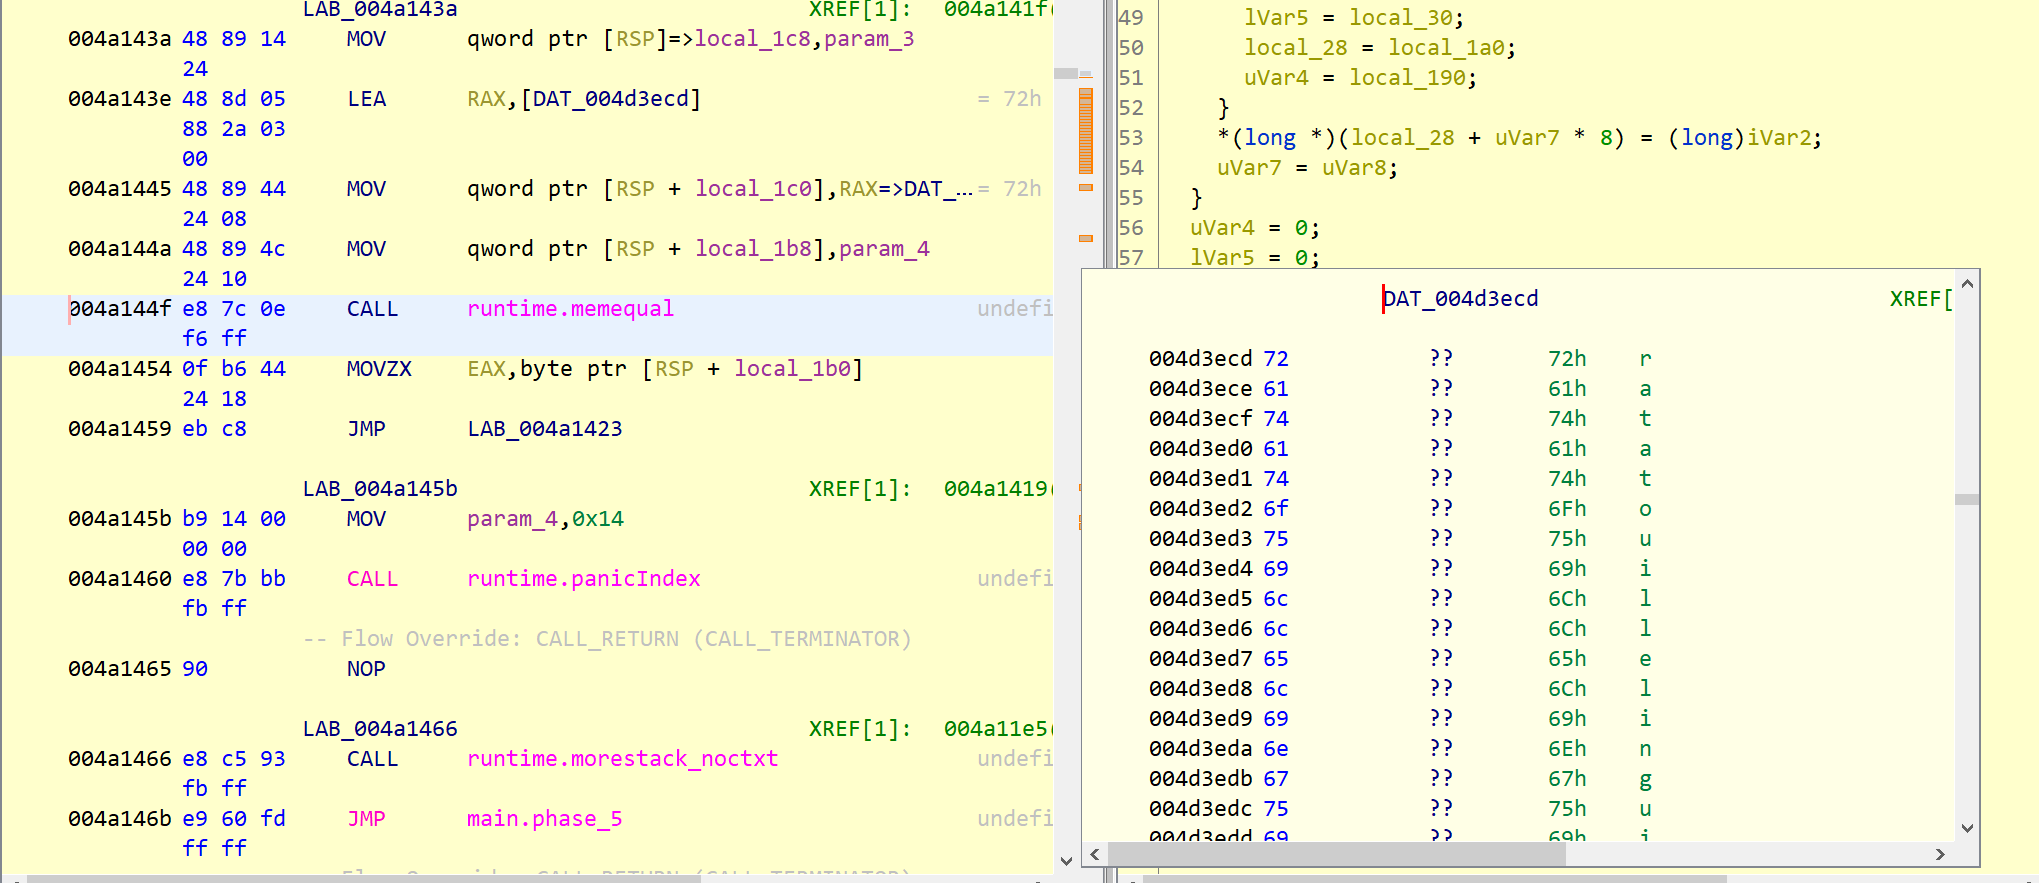 LAB_004a143a XREF[1]: 004a141f(
004a143a 48 89 14 MOV qword ptr [RSP]=>local_1c8,param_3
24
004a143e 48 8d 05 LEA RAX,[DAT_004d3ecd] = 72h
88 2a 03
00
004a1445 48 89 44 MOV qword ptr [RSP + local_1c0],RAX=>DAT_... = 72h
24 08
004a144a 48 89 4c MOV qword ptr [RSP + local_1b8],param_4
24 10
004a144f e8 7c 0e CALL runtime.memequal undefi
f6 ff
004a1454 0f b6 44 MOVZX EAX,byte ptr [RSP + local_1b0]
24 18
004a1459 eb c8 JMP LAB_004a1423
LAB_004a145b XREF[1]: 004a1419(
004a145b b9 14 00 MOV param_4,0x14
00 00
004a1460 e8 7b bb CALL runtime.panicIndex undefi
fb ff
-- Flow Override: CALL_RETURN (CALL_TERMINATOR)
004a1465 90 NOP
LAB_004a1466 XREF[1]: 004a11e5(
004a1466 e8 c5 93 CALL runtime.morestack_noctxt undefi
fb ff
004a146b e9 60 fd JMP main.phase_5 undefi
ff ff
-- Flow Override: CALL_RETURN (CALL_TERMINATOR)
49 lVar5 = local_30;
50 local_28 = local_1a0;
51 uVar4 = local_190;
52 }
53 *(long *)(local_28 + uVar7 * 8) = (long)iVar2;
54 uVar7 = uVar8;
55 }
56 uVar4 = 0;
57 lVar5 = 0;
DAT_004d3ecd XREF[
004d3ecd 72 ?? 72h r
004d3ece 61 ?? 61h a
004d3ecf 74 ?? 74h t
004d3ed0 61 ?? 61h a
004d3ed1 74 ?? 74h t
004d3ed2 6f ?? 6Fh o
004d3ed3 75 ?? 75h u
004d3ed4 69 ?? 69h i
004d3ed5 6c ?? 6Ch l
004d3ed6 6c ?? 6Ch l
004d3ed7 65 ?? 65h e
004d3ed8 6c ?? 6Ch l
004d3ed9 69 ?? 69h i
004d3eda 6e ?? 6Eh n
004d3edb 67 ?? 67h g
004d3edc 75 ?? 75h u
004d3edd 69 ?? 69h i